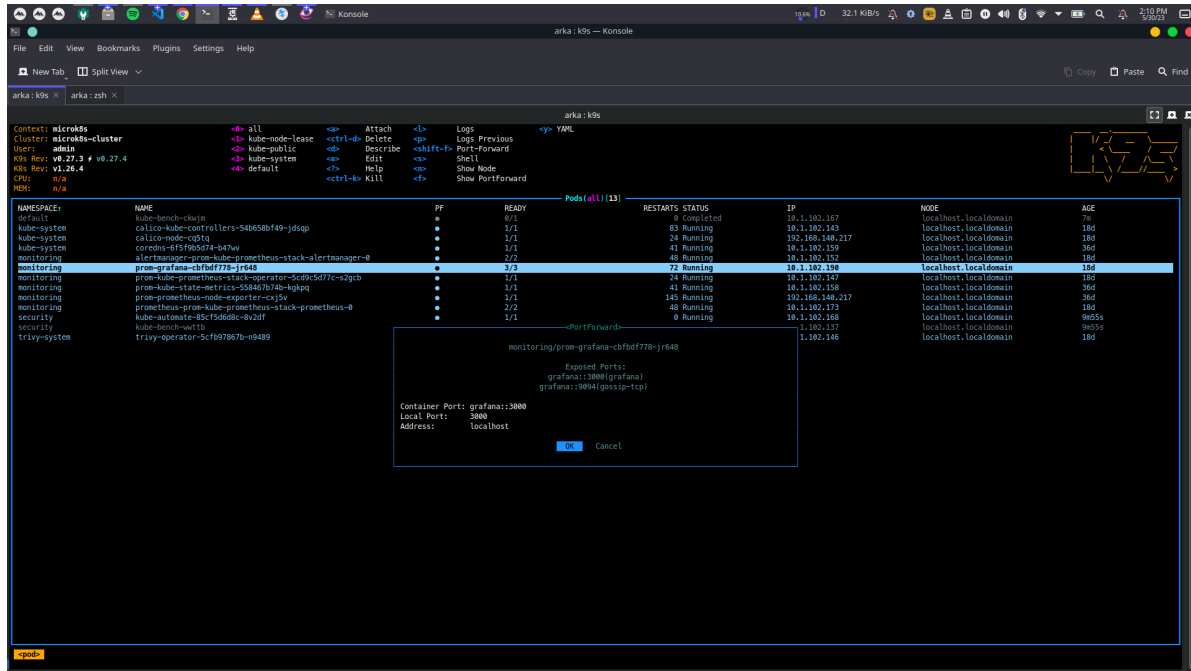 Konsole
10.6% D 32.1 KiB/s 2:10 PM
5/30/23
arka : k9s — Konsole
File Edit View Bookmarks Plugins Settings Help
New Tab Split View Copy Paste Find
arka : k9s arka : zsh
arka : k9s
Context: microk8s <0> all <a> Attach <l> Logs <y> YAML
Cluster: microk8s-cluster <1> kube-node-lease <ctrl-d> Delete <p> Logs Previous
User: admin <2> kube-public <d> Describe <shift-f> Port-Forward
K9s Rev: v0.27.3 ⚡ v0.27.4 <3> kube-system <e> Edit <s> Shell
K8s Rev: v1.26.4 <4> default <?> Help <n> Show Node
CPU: n/a <ctrl-k> Kill <f> Show PortForward
MEM: n/a
Pods(all)[13]
NAMESPACE↑ NAME PF READY RESTARTS STATUS IP NODE AGE
default kube-bench-ckwjm ● 0/1 0 Completed 10.1.102.167 localhost.localdomain 7m
kube-system calico-kube-controllers-54b658bf49-jdsqp ● 1/1 83 Running 10.1.102.143 localhost.localdomain 18d
kube-system calico-node-cq5tq ● 1/1 24 Running 192.168.140.217 localhost.localdomain 18d
kube-system coredns-6f5f9b5d74-b47wv ● 1/1 41 Running 10.1.102.159 localhost.localdomain 36d
monitoring alertmanager-prom-kube-prometheus-stack-alertmanager-0 ● 2/2 48 Running 10.1.102.152 localhost.localdomain 18d
monitoring prom-grafana-cbfbdf778-jr648 ● 3/3 72 Running 10.1.102.190 localhost.localdomain 18d
monitoring prom-kube-prometheus-stack-operator-5cd9c5d77c-s2gcb ● 1/1 24 Running 10.1.102.147 localhost.localdomain 18d
monitoring prom-kube-state-metrics-558467b74b-kgkpq ● 1/1 41 Running 10.1.102.158 localhost.localdomain 36d
monitoring prom-prometheus-node-exporter-cxj5v ● 1/1 145 Running 192.168.140.217 localhost.localdomain 36d
monitoring prometheus-prom-kube-prometheus-stack-prometheus-0 ● 2/2 48 Running 10.1.102.173 localhost.localdomain 18d
security kube-automate-85cf5d6d8c-8v2df ● 1/1 0 Running 10.1.102.168 localhost.localdomain 9m55s
security kube-bench-wwttb 1.102.137 localhost.localdomain 9m55s
trivy-system trivy-operator-5cfb97867b-n9489 1.102.146 localhost.localdomain 18d
<PortForward>
monitoring/prom-grafana-cbfbdf778-jr648
Exposed Ports:
grafana::3000(grafana)
grafana::9094(gossip-tcp)
Container Port: grafana::3000
Local Port: 3000
Address: localhost
OK Cancel
<pod>